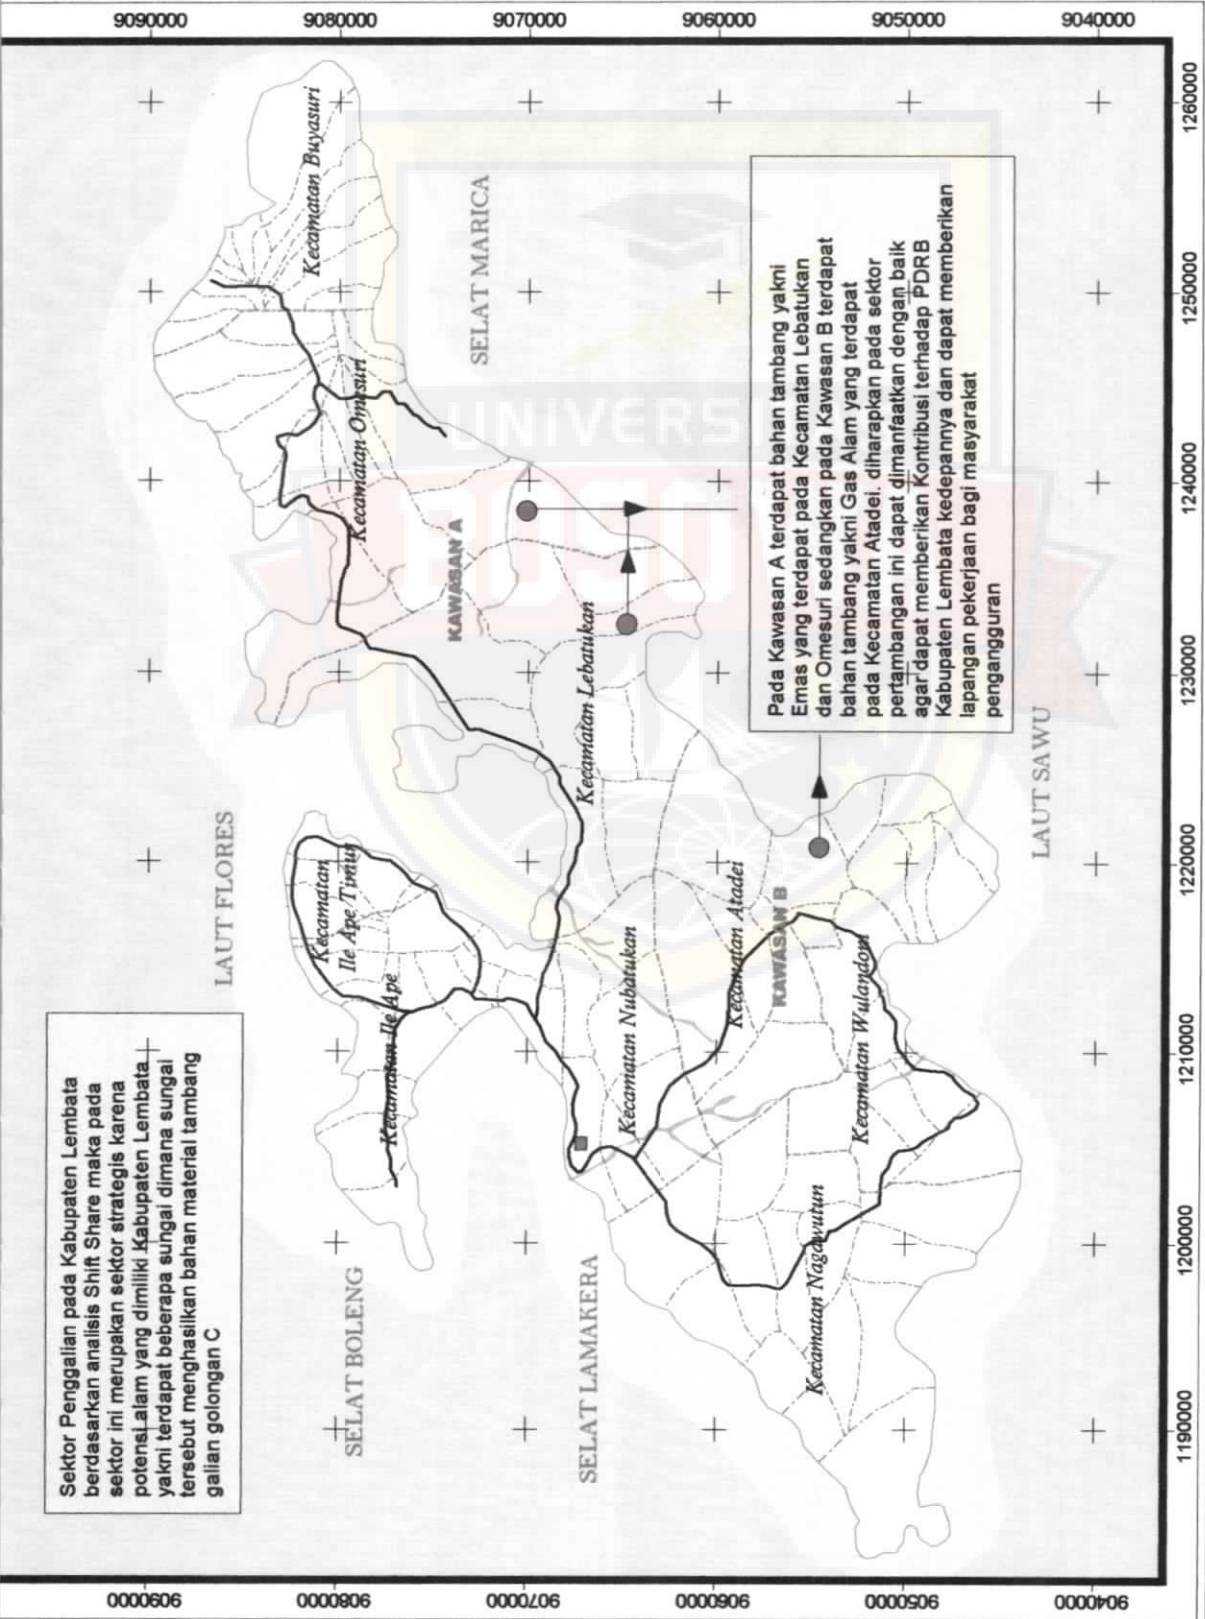 Sektor Penggalian pada Kabupaten Lembata
berdasarkan analisis Shift Share maka pada
sektor ini merupakan sektor strategis karena
potensi alam yang dimiliki Kabupaten Lembata
yakni terdapat beberapa sungai dimana sungai
tersebut menghasilkan bahan material tambang
galian golongan C
LAUT FLORES
SELAT BOLENG
SELAT LAMAKERA
SELAT MARICA
LAUT SAWU
Kecamatan Buyasuri
Kecamatan Omesuri
KAWASAN A
Kecamatan Lebatukan
Kecamatan
Ile Ape Timur
Kecamatan Ile Ape
Kecamatan Nubatukan
Kecamatan Atadei
KAWASAN B
Kecamatan Wulandoni
Kecamatan Nagawutun
Pada Kawasan A terdapat bahan tambang yakni
Emas yang terdapat pada Kecamatan Lebatukan
dan Omesuri sedangkan pada Kawasan B terdapat
bahan tambang yakni Gas Alam yang terdapat
pada Kecamatan Atadei. diharapkan pada sektor
pertambangan ini dapat dimanfaatkan dengan baik
agar dapat memberikan Kontribusi terhadap PDRB
Kabupaten Lembata kedepannya dan dapat memberikan
lapangan pekerjaan bagi masyarakat
pengangguran
UNIVERSI
BOSOWA
1190000
1200000
1210000
1220000
1230000
1240000
1250000
1260000
9090000
9080000
9070000
9060000
9050000
9040000
9090000
9080000
9070000
9060000
9050000
9040000